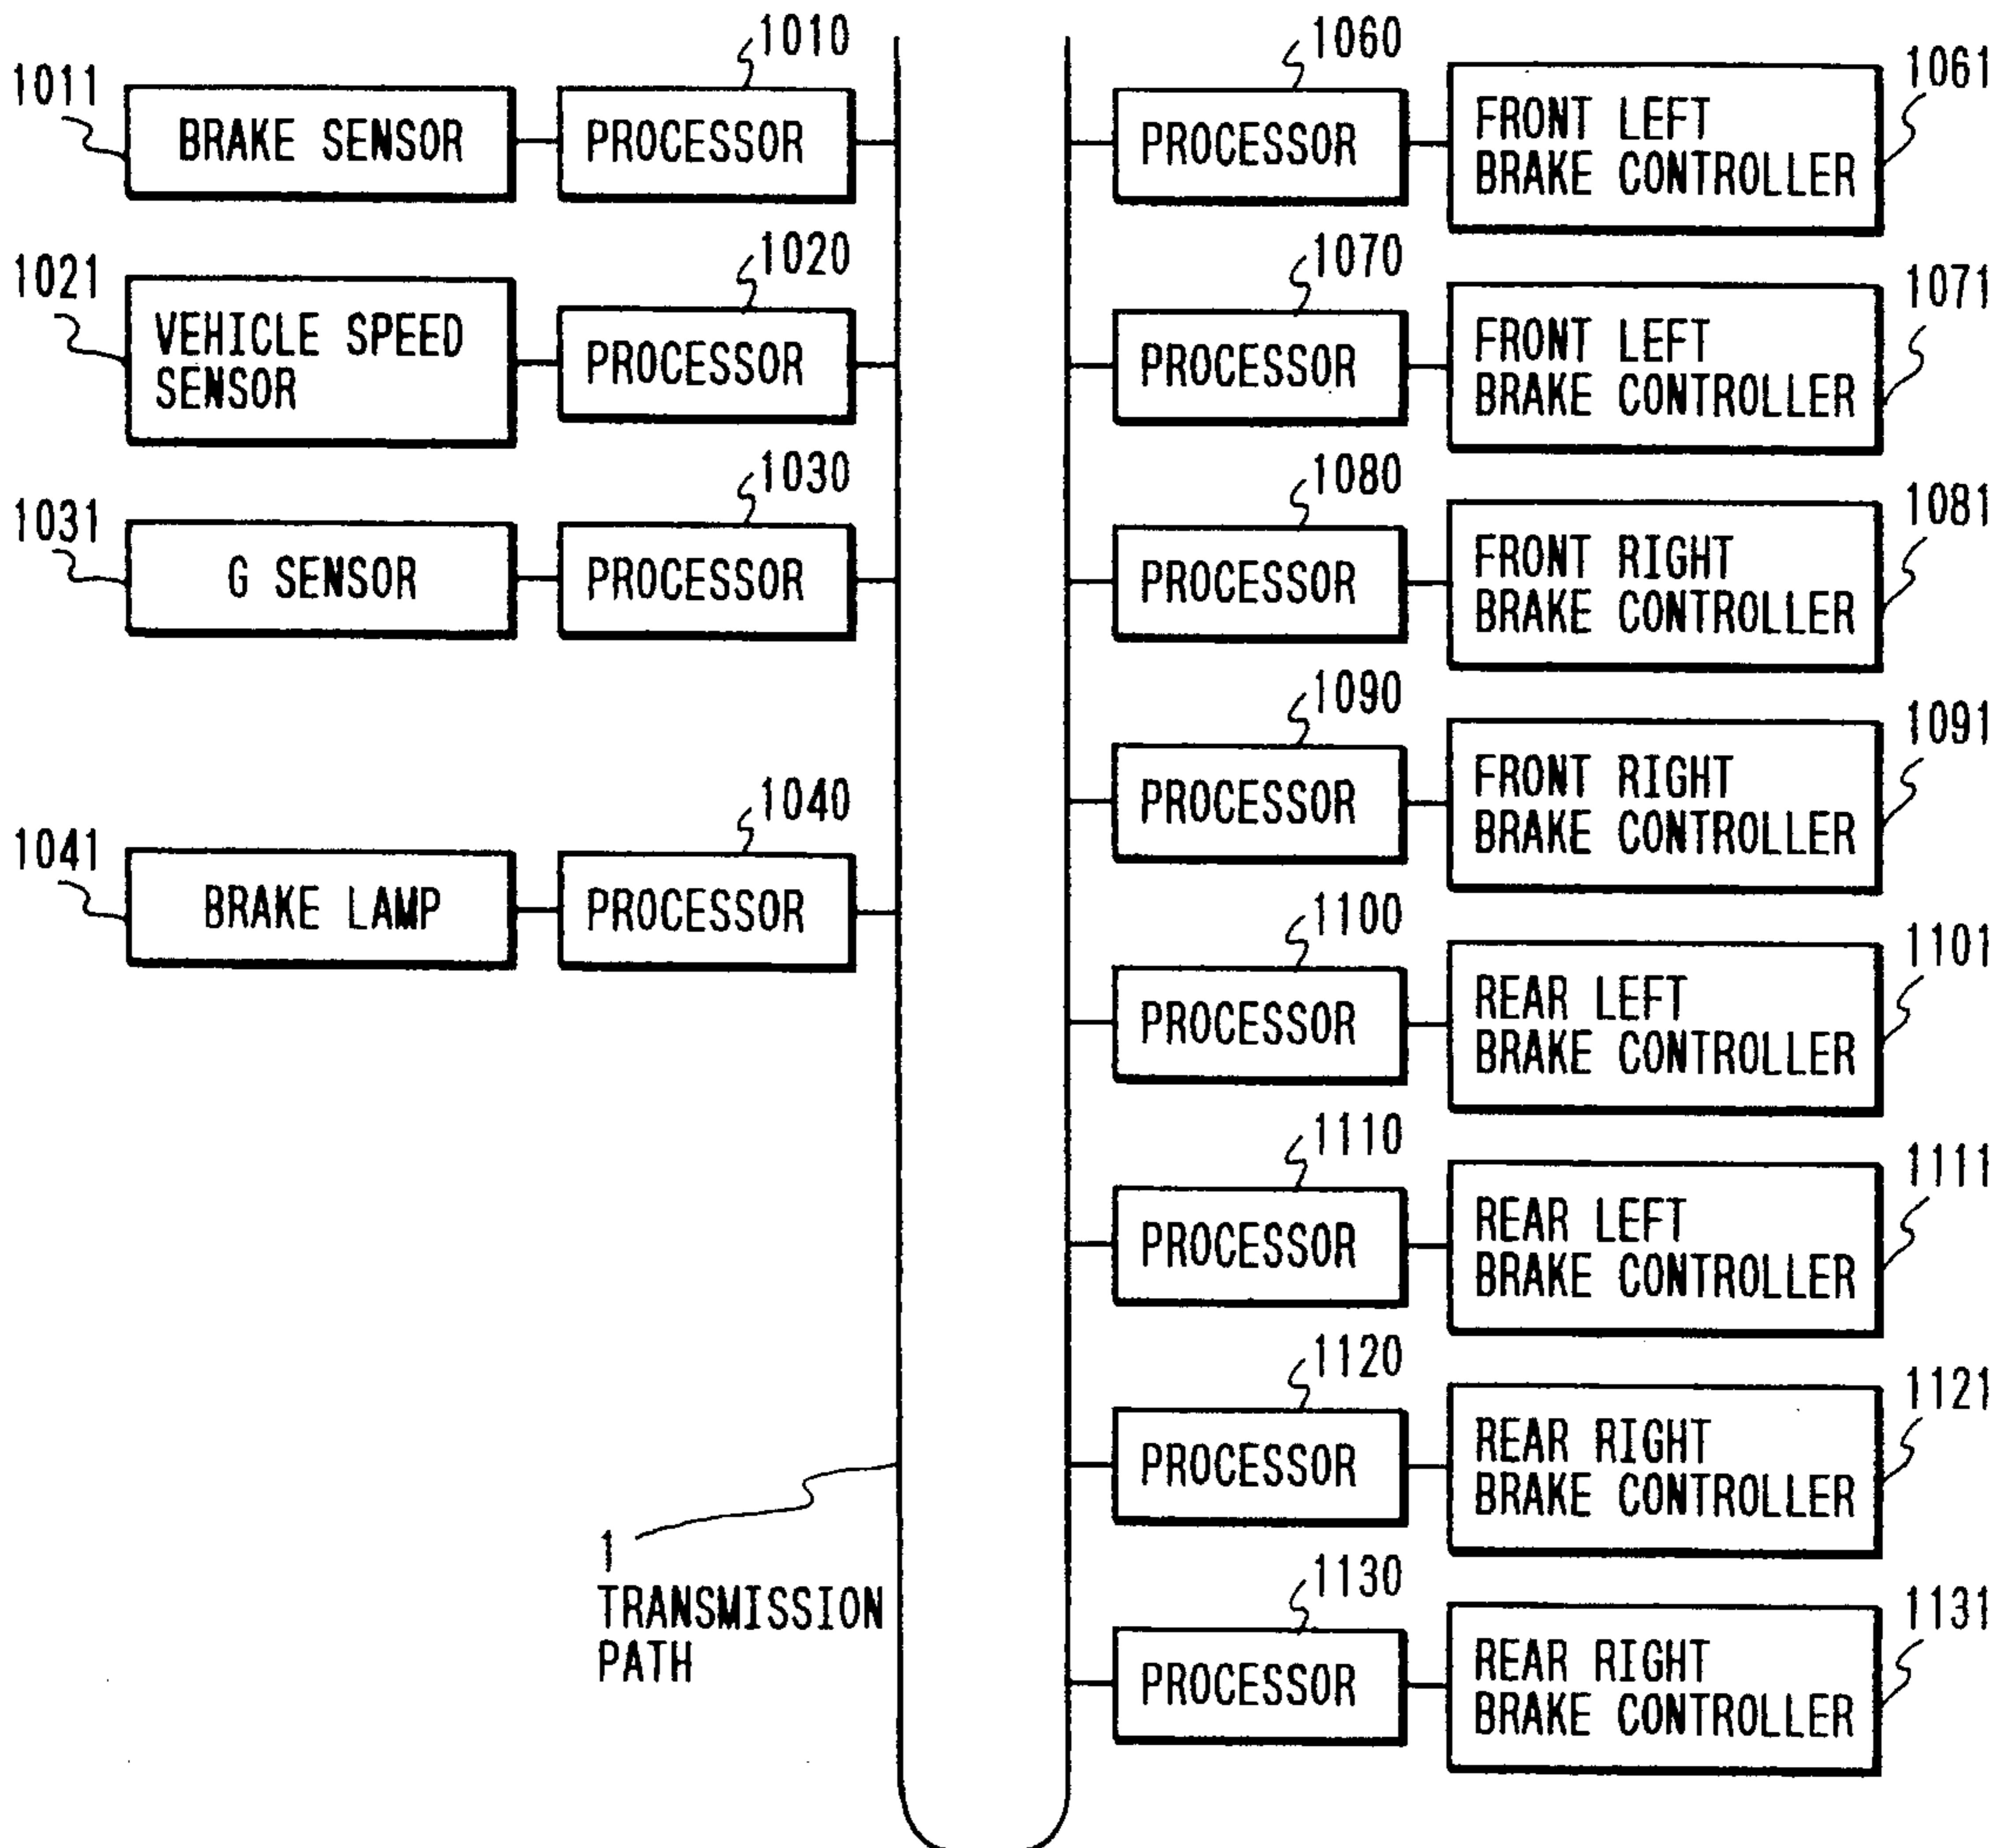 1010
1011
BRAKE SENSOR
PROCESSOR
1020
1021
VEHICLE SPEED
SENSOR
PROCESSOR
1030
1031
G SENSOR
PROCESSOR
1040
1041
BRAKE LAMP
PROCESSOR
1
TRANSMISSION
PATH
1060
1061
PROCESSOR
FRONT LEFT
BRAKE CONTROLLER
1070
1071
PROCESSOR
FRONT LEFT
BRAKE CONTROLLER
1080
1081
PROCESSOR
FRONT RIGHT
BRAKE CONTROLLER
1090
1091
PROCESSOR
FRONT RIGHT
BRAKE CONTROLLER
1100
1101
PROCESSOR
REAR LEFT
BRAKE CONTROLLER
1110
1111
PROCESSOR
REAR LEFT
BRAKE CONTROLLER
1120
1121
PROCESSOR
REAR RIGHT
BRAKE CONTROLLER
1130
1131
PROCESSOR
REAR RIGHT
BRAKE CONTROLLER